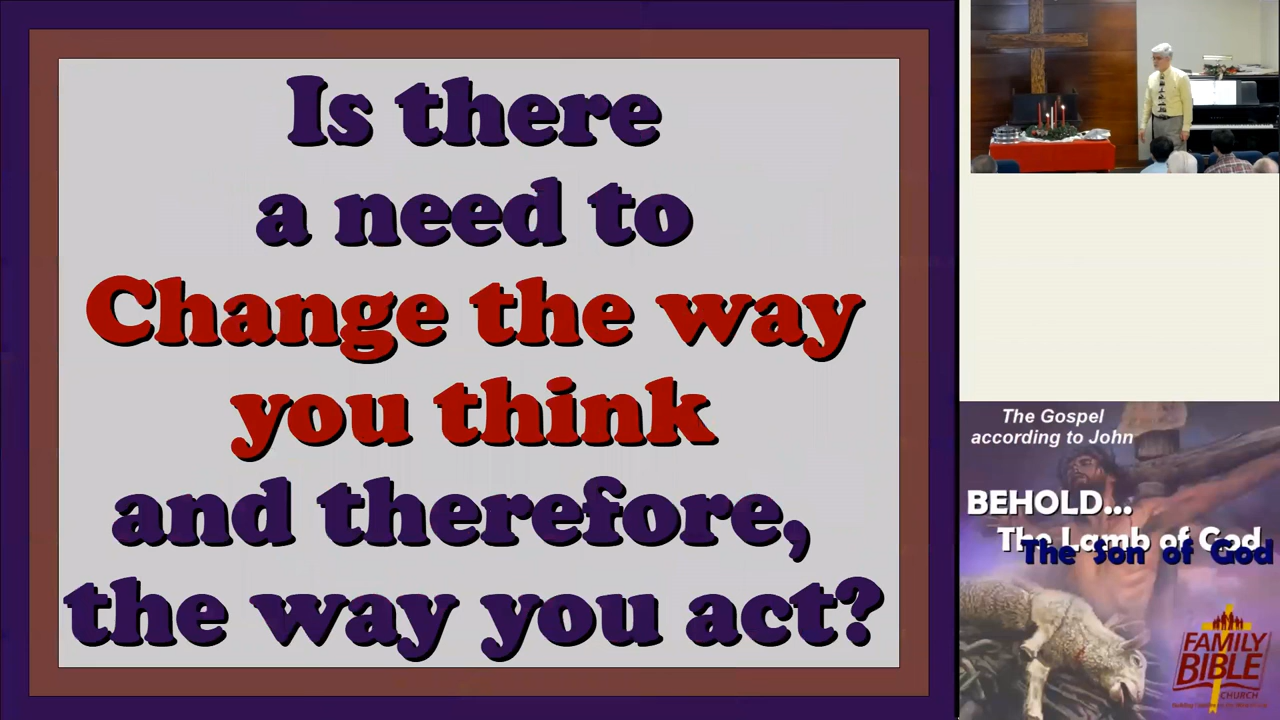 Is there
a need to
Change the way
you think
and therefore,
the way you act?
The Gospel
according to John
BEHOLD...
The Lamb of God
The Son of God
FAMILY
BIBLE
CHURCH